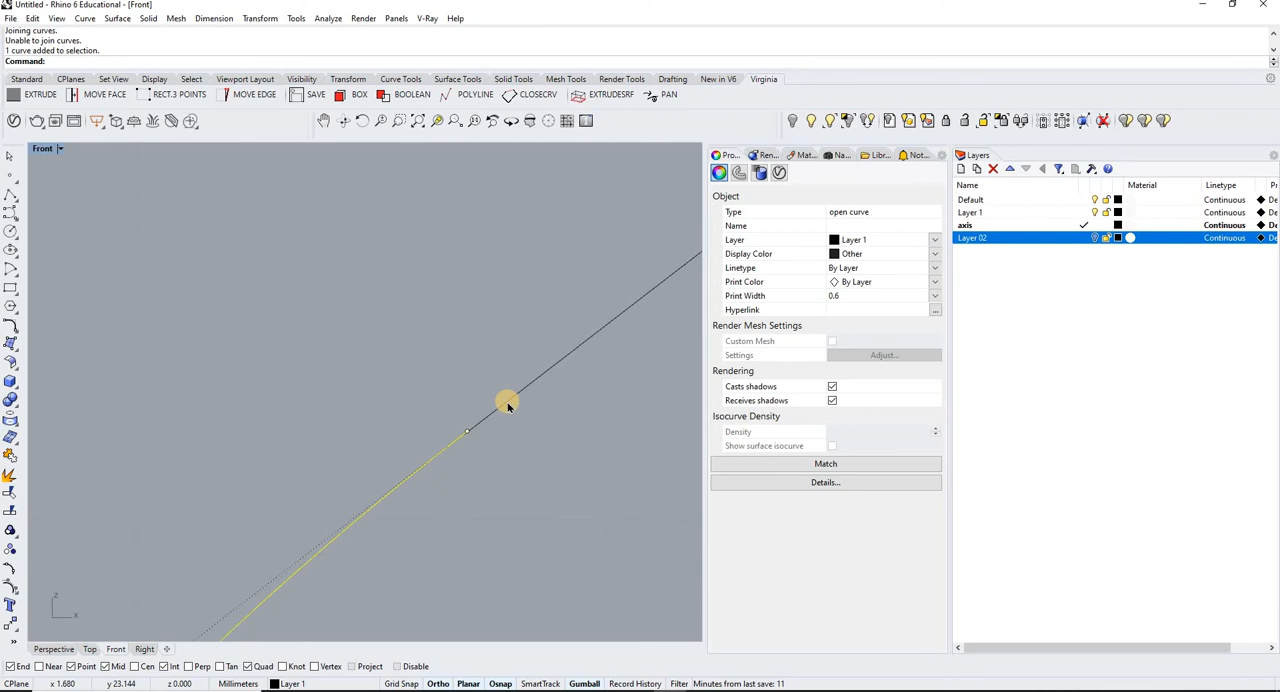 Untitled - Rhino 6 Educational - [Front]
File Edit View Curve Surface Solid Mesh Dimension Transform Tools Analyze Render Panels V-Ray Help
Joining curves.
Unable to join curves.
1 curve added to selection.
Command:
Standard CPlanes Set View Display Select Viewport Layout Visibility Transform Curve Tools Surface Tools Solid Tools Mesh Tools Render Tools Drafting New in V6 Virginia
EXTRUDE MOVE FACE RECT.3 POINTS MOVE EDGE SAVE BOX BOOLEAN POLYLINE CLOSECRV EXTRUDESRF PAN
Front
Pro... Ren... Mat... Na... Libr... Not...
Object
Type open curve
Name
Layer Layer 1
Display Color Other
Linetype By Layer
Print Color By Layer
Print Width 0.6
Hyperlink ...
Render Mesh Settings
Custom Mesh
Settings Adjust...
Rendering
Casts shadows
Receives shadows
Isocurve Density
Density
Show surface isocurve
Match
Details...
Layers
Name Material Linetype Pr
Default Continuous De
Layer 1 Continuous De
axis Continuous De
Layer 02 Continuous De
z
x
Perspective Top Front Right
End Near Point Mid Cen Int Perp Tan Quad Knot Vertex Project Disable
CPlane x 1.680 y 23.144 z 0.000 Millimeters Layer 1 Grid Snap Ortho Planar Osnap SmartTrack Gumball Record History Filter Minutes from last save: 11